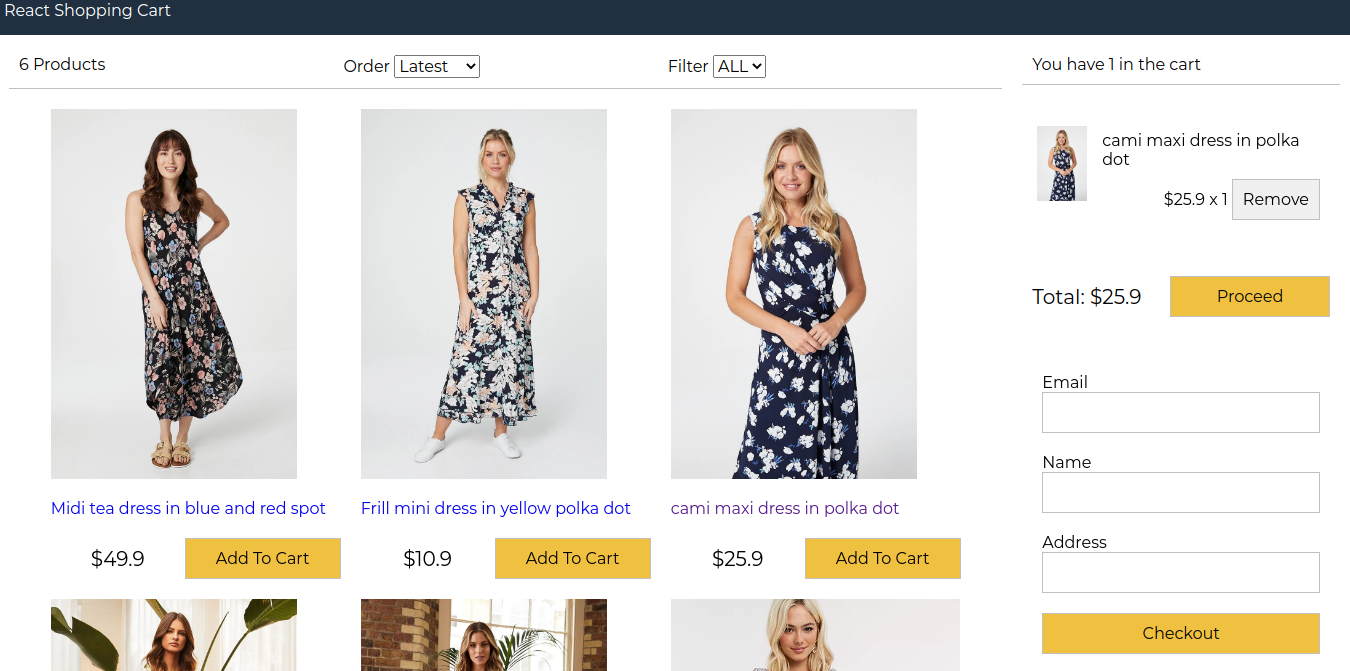 React Shopping Cart
6 Products
Order Latest
Filter ALL
Midi tea dress in blue and red spot
$49.9 Add To Cart
Frill mini dress in yellow polka dot
$10.9 Add To Cart
cami maxi dress in polka dot
$25.9 Add To Cart
You have 1 in the cart
cami maxi dress in polka
dot
$25.9 x 1 Remove
Total: $25.9 Proceed
Email
Name
Address
Checkout